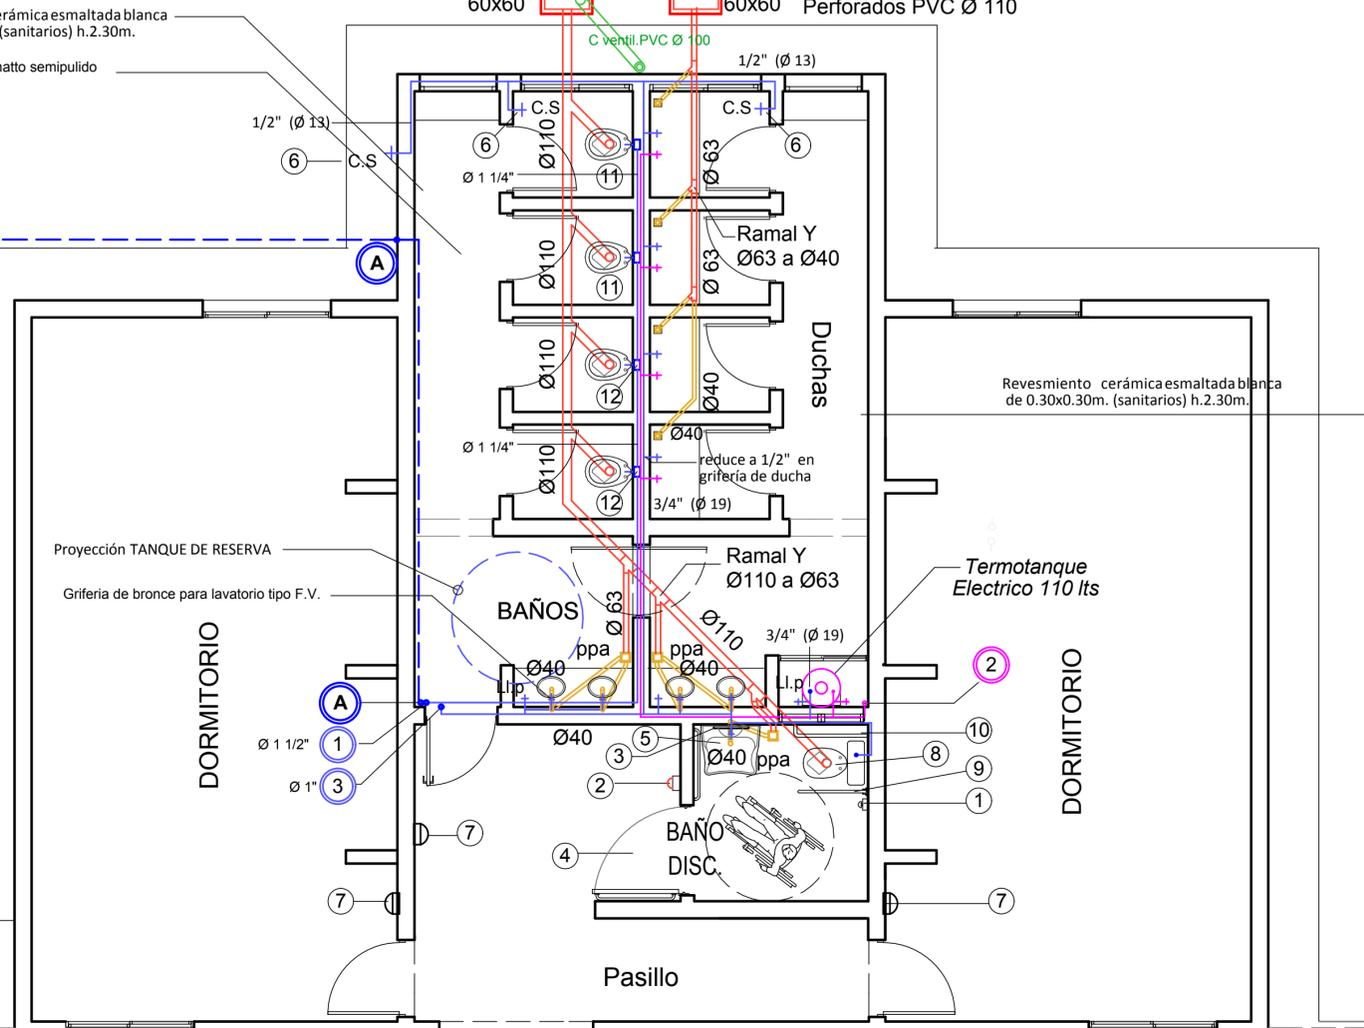 60x60
60x60
Perforados PVC Ø 110
erámica esmaltada blanca
(sanitarios) h.2.30m.
C ventil.PVC Ø 100
natto semipulido
1/2" (Ø 13)
1/2" (Ø 13)
C.S
C.S
C.S
6
6
6
Ø110
Ø 63
11
Ø 1 1/4"
Ramal Y
Ø63 a Ø40
A
Ø110
Ø 63
11
Duchas
Ø110
Ø40
12
Revesmiento cerámica esmaltada blanca
de 0.30x0.30m. (sanitarios) h.2.30m.
Ø40
Ø 1 1/4"
Ø110
reduce a 1/2" en
grifería de ducha
12
3/4" (Ø 19)
Proyección TANQUE DE RESERVA
Ramal Y
Ø110 a Ø63
Termotanque
Electrico 110 lts
Griferia de bronce para lavatorio tipo F.V.
BAÑOS
Ø 63
Ø110
3/4" (Ø 19)
ppa
ppa
Ø40
Ø40
Ll.p
Ll.p
2
DORMITORIO
DORMITORIO
A
Ø 1 1/2"
1
Ø40
5
3
Ø40
ppa
10
8
9
Ø 1"
3
2
1
7
BAÑO
DISC.
4
7
7
Pasillo